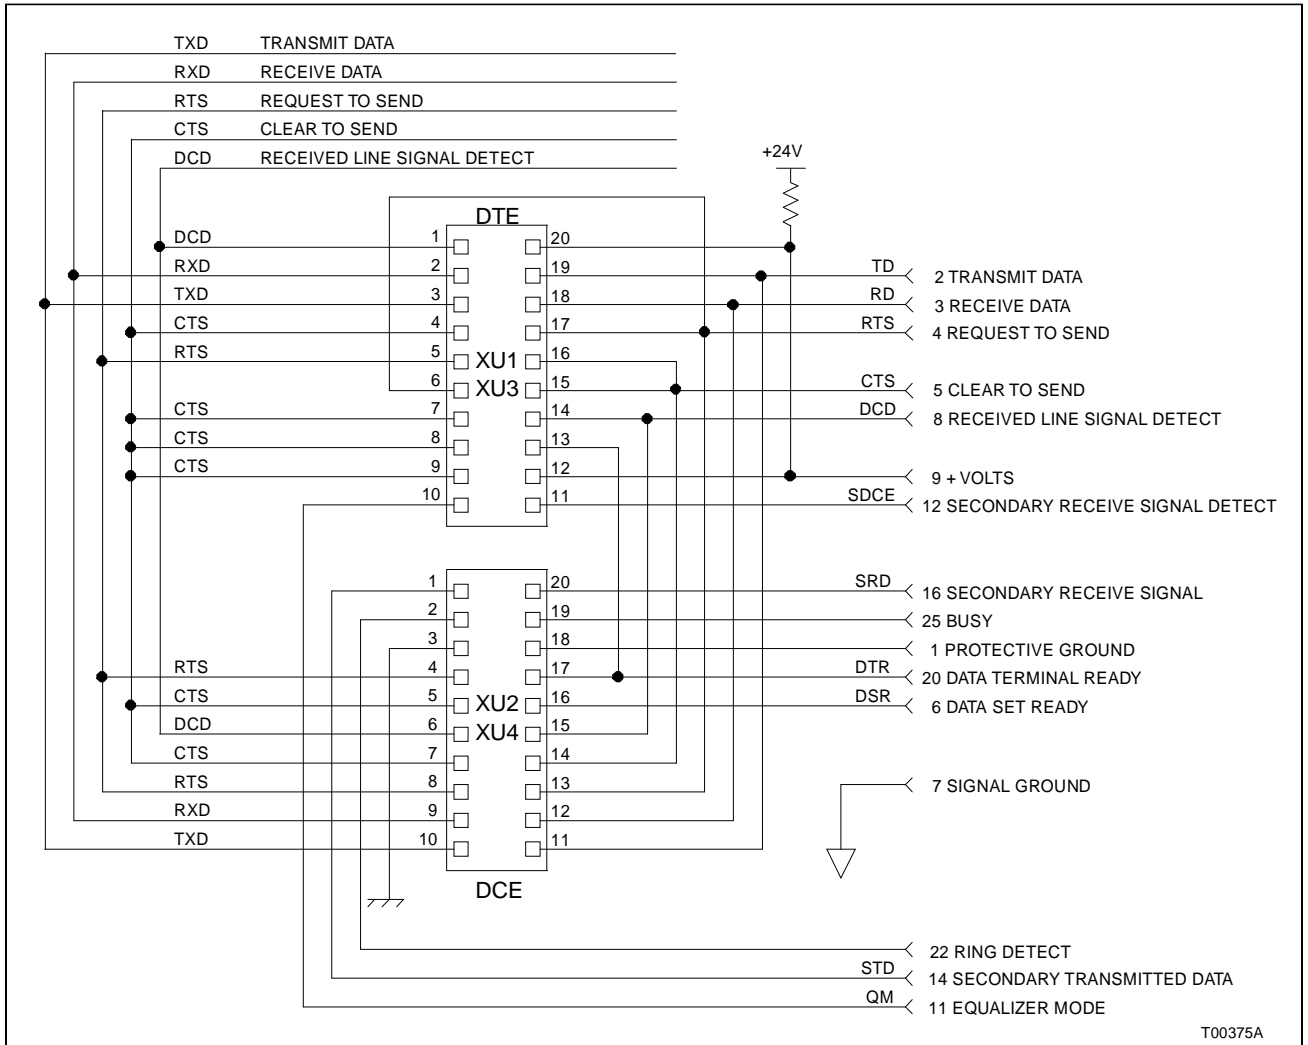 TXD TRANSMIT DATA
RXD RECEIVE DATA
RTS REQUEST TO SEND
CTS CLEAR TO SEND
DCD RECEIVED LINE SIGNAL DETECT
+24V
DTE
DCD 1 20
RXD 2 19 TD 2 TRANSMIT DATA
TXD 3 18 RD 3 RECEIVE DATA
CTS 4 17 RTS 4 REQUEST TO SEND
RTS 5 XU1 16
6 XU3 15 CTS 5 CLEAR TO SEND
CTS 7 14 DCD 8 RECEIVED LINE SIGNAL DETECT
CTS 8 13
CTS 9 12 9 + VOLTS
10 11 SDCE 12 SECONDARY RECEIVE SIGNAL DETECT
1 20 SRD 16 SECONDARY RECEIVE SIGNAL
2 19 25 BUSY
3 18 1 PROTECTIVE GROUND
RTS 4 17 DTR 20 DATA TERMINAL READY
CTS 5 XU2 16 DSR 6 DATA SET READY
DCD 6 XU4 15
CTS 7 14
RTS 8 13 7 SIGNAL GROUND
RXD 9 12
TXD 10 11
DCE
22 RING DETECT
STD 14 SECONDARY TRANSMITTED DATA
QM 11 EQUALIZER MODE
T00375A